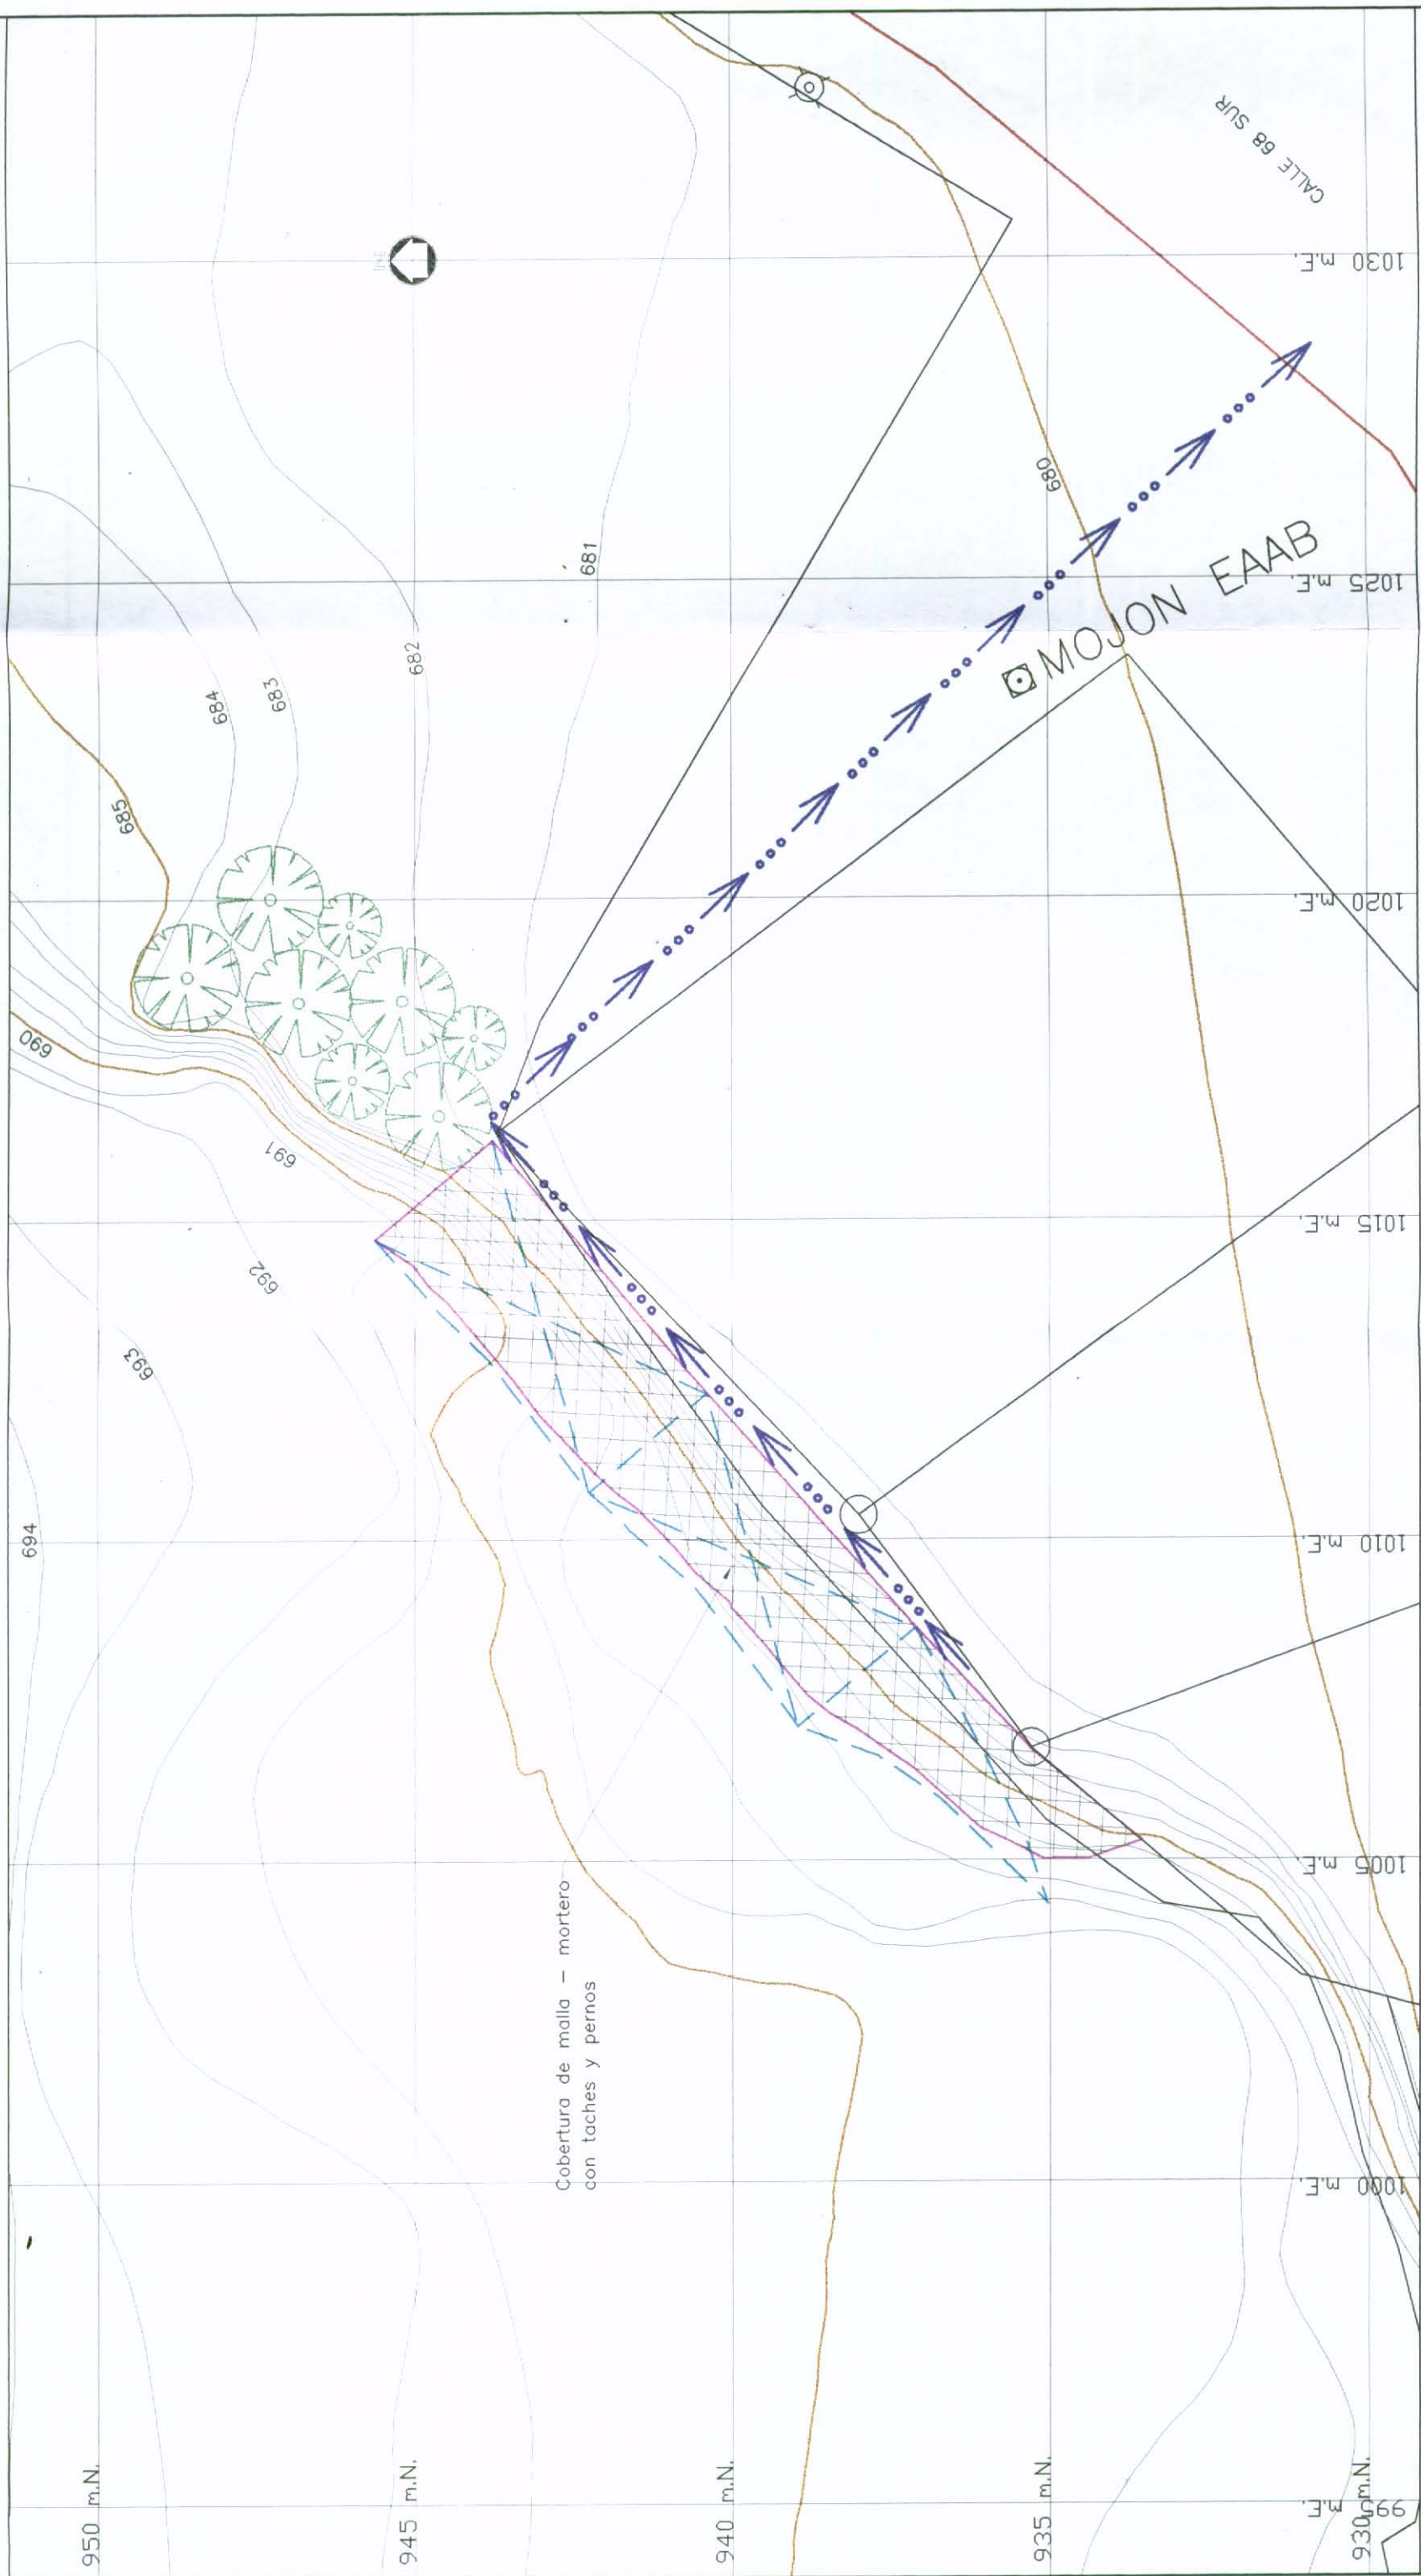 CALLE 68 SUR
1030 m.E.
680
1025 m.E.
MOJON EAAB
681
682
683
684
685
1020 m.E.
690
691
1015 m.E.
692
693
1010 m.E.
694
1005 m.E.
Cobertura de malla – mortero
con taches y pernos
1000 m.E.
950 m.N.
945 m.N.
940 m.N.
935 m.N.
930 m.N.
995 m.E.